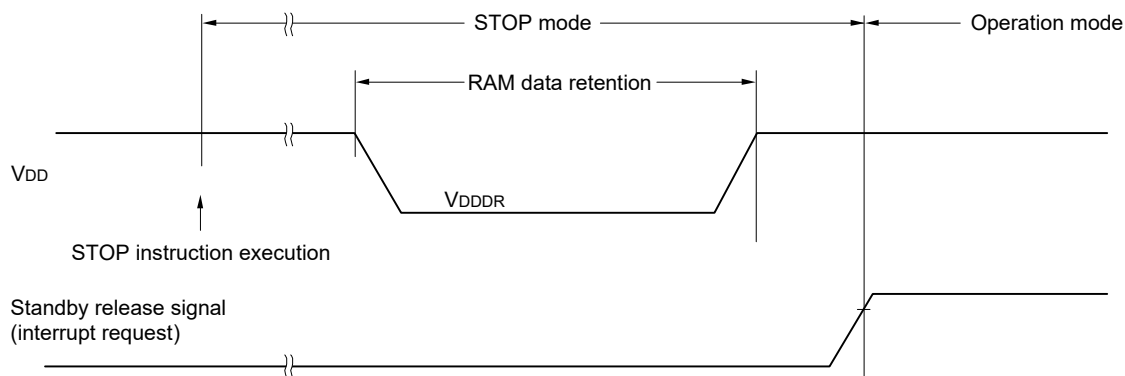 STOP mode
Operation mode
RAM data retention
VDD
VDDDR
STOP instruction execution
Standby release signal
(interrupt request)